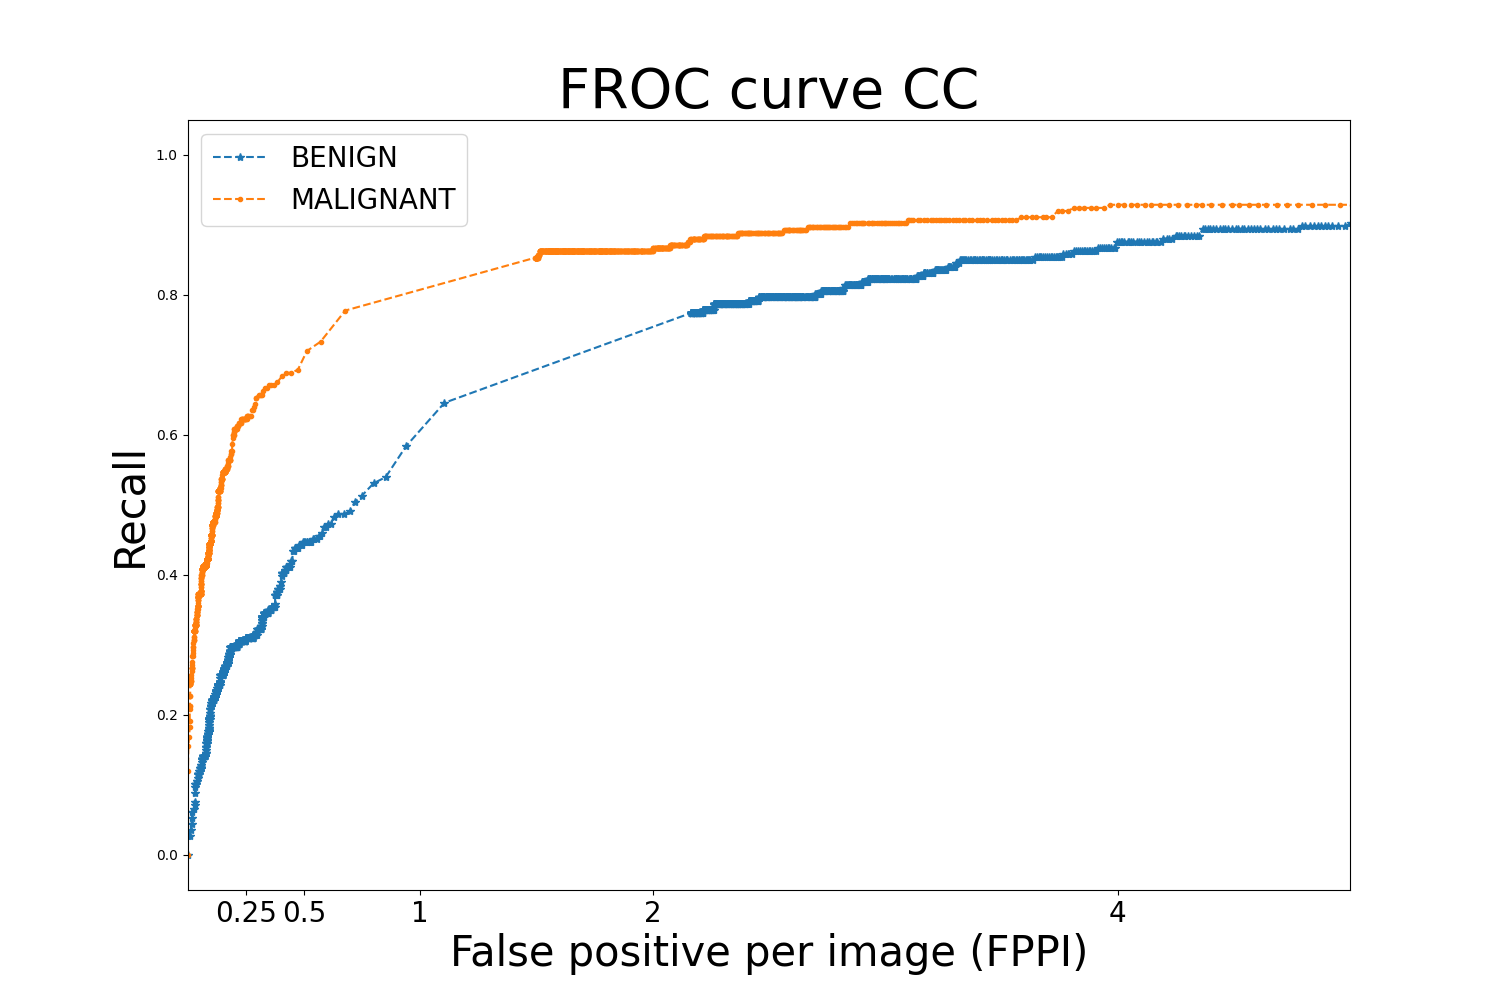 FROC curve CC
BENIGN
MALIGNANT
1.0
0.8
0.6
0.4
0.2
0.0
Recall
0.25 0.5 1 2 4
False positive per image (FPPI)